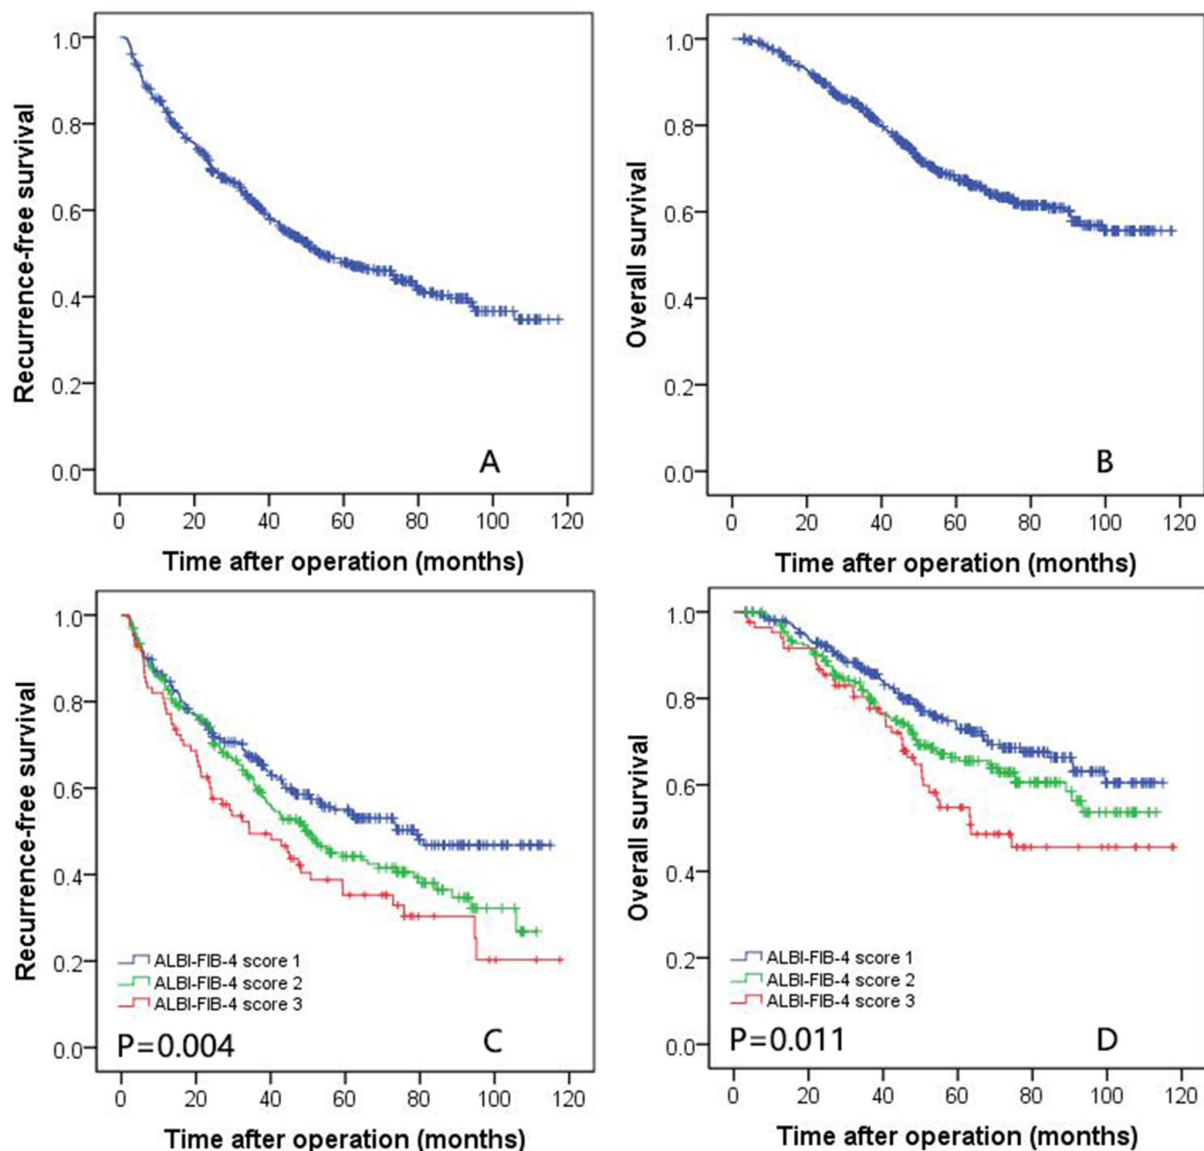 Recurrence-free survival
1.0
0.8
0.6
0.4
0.2
0.0
A
0 20 40 60 80 100 120
Time after operation (months)
Overall survival
1.0
0.8
0.6
0.4
0.2
0.0
B
0 20 40 60 80 100 120
Time after operation (months)
Recurrence-free survival
1.0
0.8
0.6
0.4
0.2
0.0
ALBI-FIB-4 score 1
ALBI-FIB-4 score 2
ALBI-FIB-4 score 3
P=0.004
C
0 20 40 60 80 100 120
Time after operation (months)
Overall survival
1.0
0.8
0.6
0.4
0.2
0.0
ALBI-FIB-4 score 1
ALBI-FIB-4 score 2
ALBI-FIB-4 score 3
P=0.011
D
0 20 40 60 80 100 120
Time after operation (months)